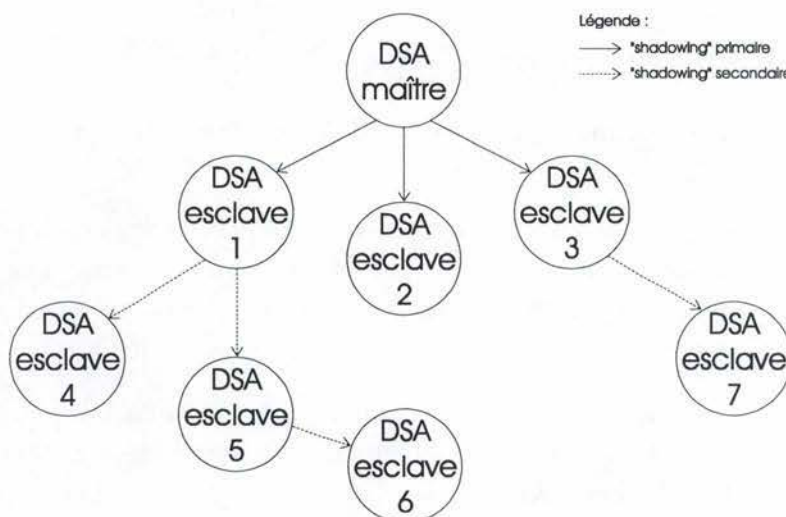 Légende :
"shadowing" primaire
"shadowing" secondaire
DSA
maître
DSA
esclave
1
DSA
esclave
2
DSA
esclave
3
DSA
esclave
4
DSA
esclave
5
DSA
esclave
6
DSA
esclave
7